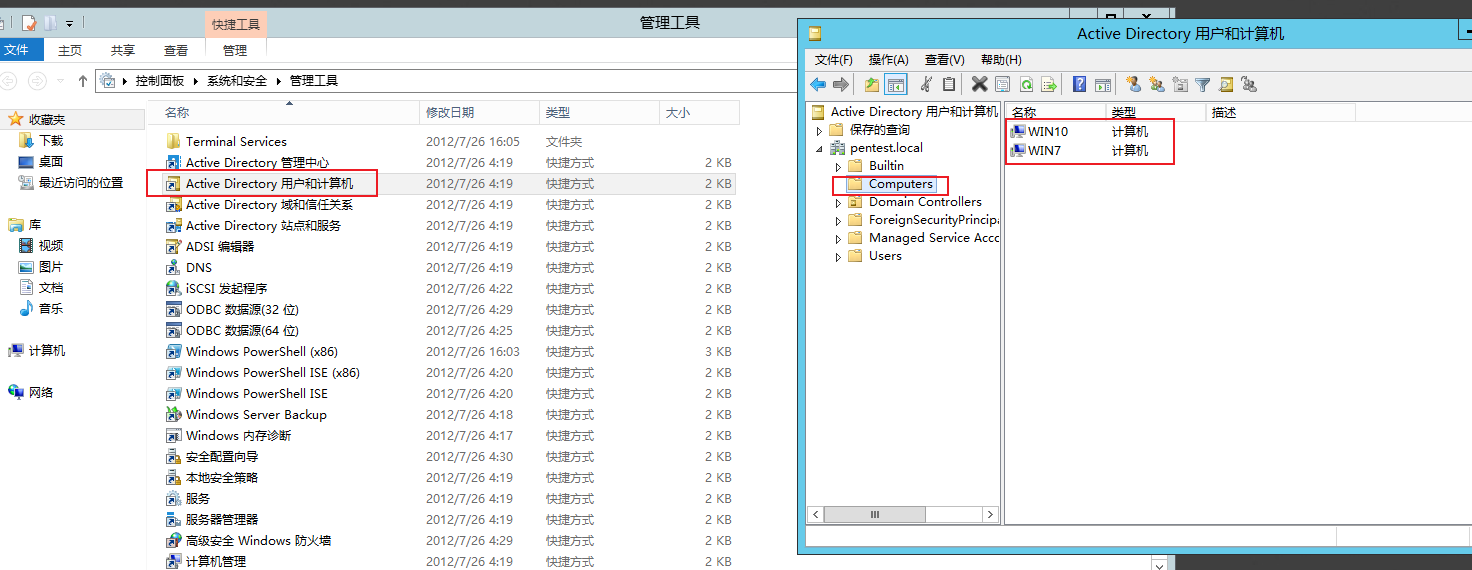 快捷工具
管理工具
文件 主页 共享 查看 管理
控制面板 系统和安全 管理工具
收藏夹
下载
桌面
最近访问的位置
库
视频
图片
文档
音乐
计算机
网络
名称 修改日期 类型 大小
Terminal Services 2012/7/26 16:05 文件夹
Active Directory 管理中心 2012/7/26 4:19 快捷方式 2 KB
Active Directory 用户和计算机 2012/7/26 4:19 快捷方式 2 KB
Active Directory 域和信任关系 2012/7/26 4:19 快捷方式 2 KB
Active Directory 站点和服务 2012/7/26 4:19 快捷方式 2 KB
ADSI 编辑器 2012/7/26 4:19 快捷方式 2 KB
DNS 2012/7/26 4:19 快捷方式 2 KB
iSCSI 发起程序 2012/7/26 4:22 快捷方式 2 KB
ODBC 数据源(32 位) 2012/7/26 4:29 快捷方式 2 KB
ODBC 数据源(64 位) 2012/7/26 4:25 快捷方式 2 KB
Windows PowerShell (x86) 2012/7/26 16:03 快捷方式 3 KB
Windows PowerShell ISE (x86) 2012/7/26 4:20 快捷方式 2 KB
Windows PowerShell ISE 2012/7/26 4:20 快捷方式 2 KB
Windows Server Backup 2012/7/26 4:18 快捷方式 2 KB
Windows 内存诊断 2012/7/26 4:17 快捷方式 2 KB
安全配置向导 2012/7/26 4:30 快捷方式 2 KB
本地安全策略 2012/7/26 4:19 快捷方式 2 KB
服务 2012/7/26 4:19 快捷方式 2 KB
服务器管理器 2012/7/26 4:19 快捷方式 2 KB
高级安全 Windows 防火墙 2012/7/26 4:29 快捷方式 2 KB
计算机管理 2012/7/26 4:19 快捷方式 2 KB
Active Directory 用户和计算机
文件(F) 操作(A) 查看(V) 帮助(H)
Active Directory 用户和计算机
保存的查询
pentest.local
Builtin
Computers
Domain Controllers
ForeignSecurityPrincipa
Managed Service Acco
Users
名称 类型 描述
WIN10 计算机
WIN7 计算机